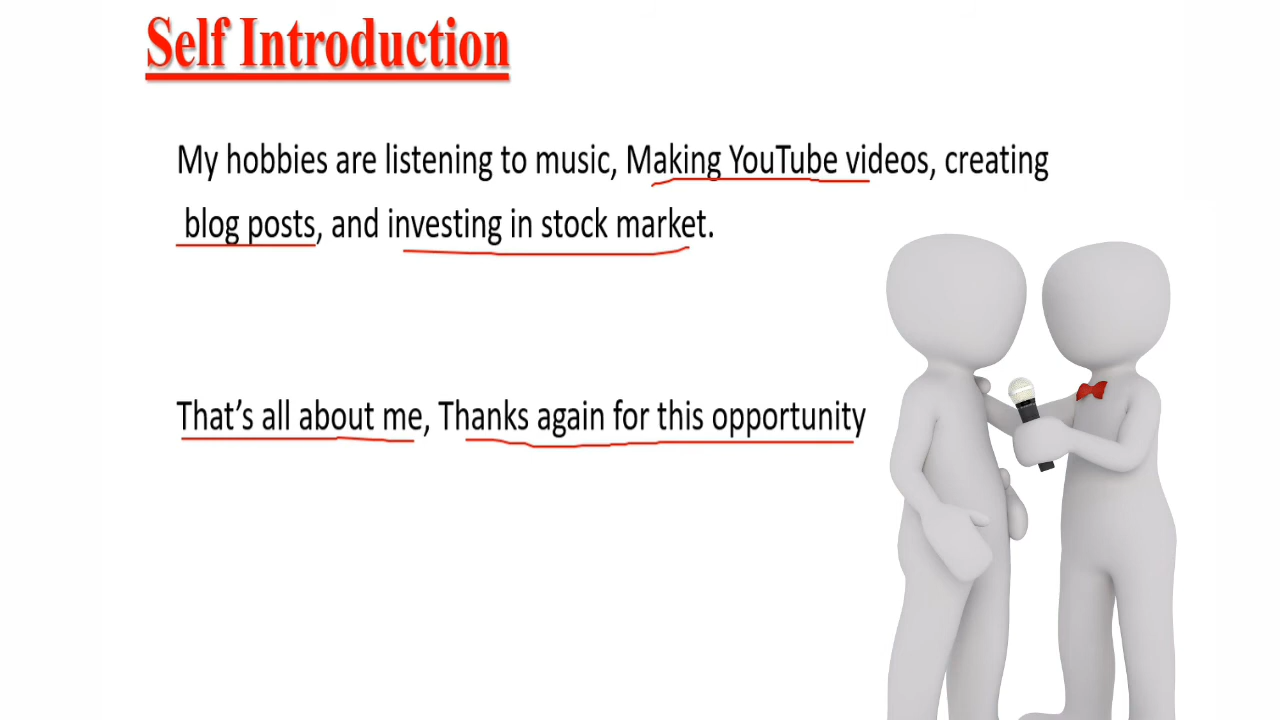 Self Introduction
My hobbies are listening to music, Making YouTube videos, creating
blog posts, and investing in stock market.
That’s all about me, Thanks again for this opportunity